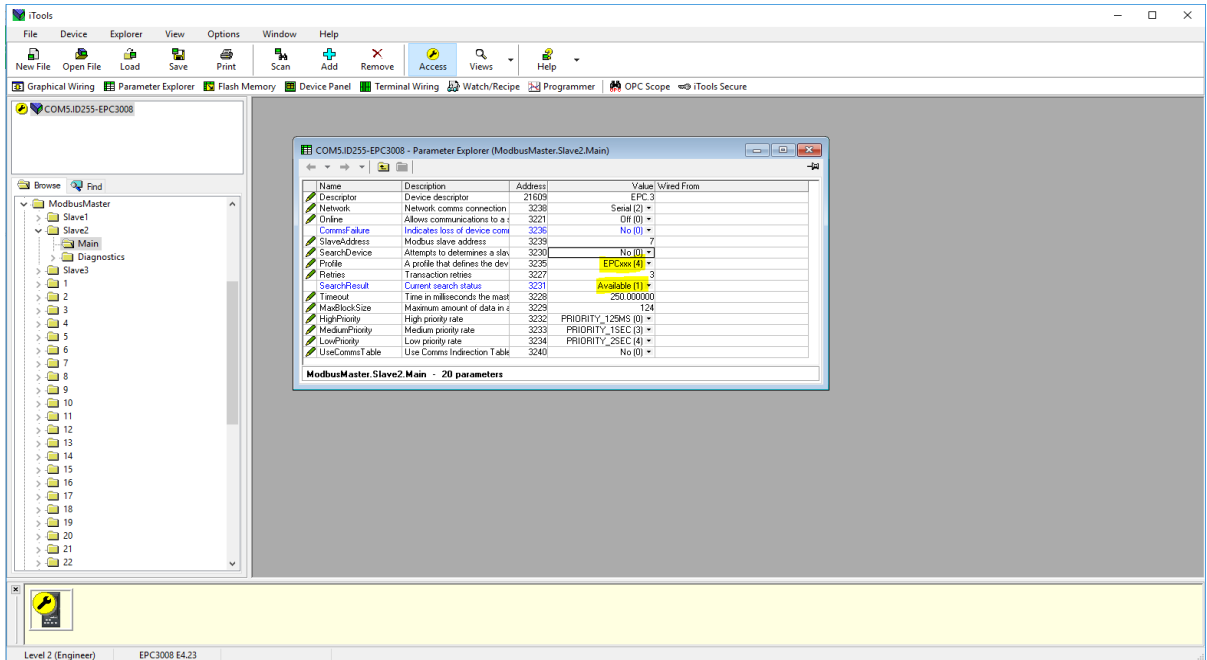 iTools
File Device Explorer View Options Window Help
New File Open File Load Save Print Scan Add Remove Access Views Help
Graphical Wiring Parameter Explorer Flash Memory Device Panel Terminal Wiring Watch/Recipe Programmer OPC Scope iTools Secure
COM5.ID255-EPC3008
Browse Find
ModbusMaster
Slave1
Slave2
Main
Diagnostics
Slave3
1
2
3
4
5
6
7
8
9
10
11
12
13
14
15
16
17
18
19
20
21
22
COM5.ID255-EPC3008 - Parameter Explorer (ModbusMaster.Slave2.Main)
Name Description Address Value Wired From
Descriptor Device descriptor 21609 EPC.3
Network Network comms connection 3238 Serial (2)
Online Allows communications to a s 3221 Off (0)
CommsFailure Indicates loss of device com 3236 No (0)
SlaveAddress Modbus slave address 3239 7
SearchDevice Attempts to determines a slav 3230 No (0)
Profile A profile that defines the dev 3235 EPCxxx (4)
Retries Transaction retries 3227 3
SearchResult Current search status 3231 Available (1)
Timeout Time in milliseconds the mast 3228 250.000000
MaxBlockSize Maximum amount of data in a 3229 124
HighPriority High priority rate 3232 PRIORITY_125MS (0)
MediumPriority Medium priority rate 3233 PRIORITY_1SEC (3)
LowPriority Low priority rate 3234 PRIORITY_2SEC (4)
UseCommsTable Use Comms Indirection Table 3240 No (0)
ModbusMaster.Slave2.Main - 20 parameters
Level 2 (Engineer) EPC3008 E4.23